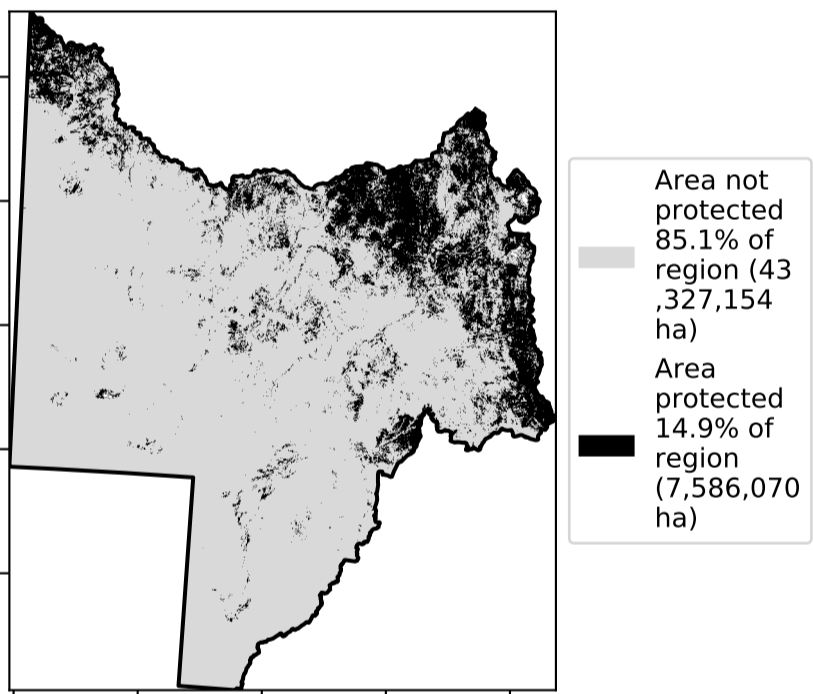 Area not
protected
85.1% of
region (43
,327,154
ha)
Area
protected
14.9% of
region
(7,586,070
ha)